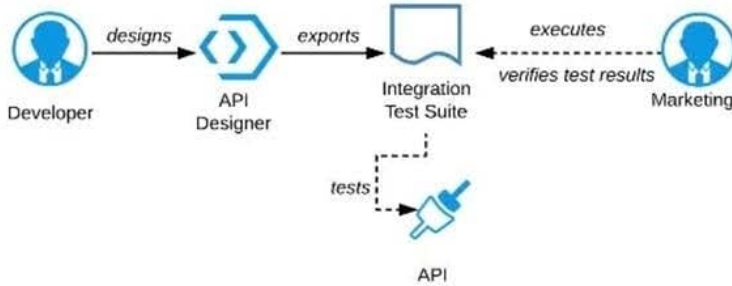 designs
exports
executes
verifies test results
Developer
API
Designer
Integration
Test Suite
Marketing
tests
API